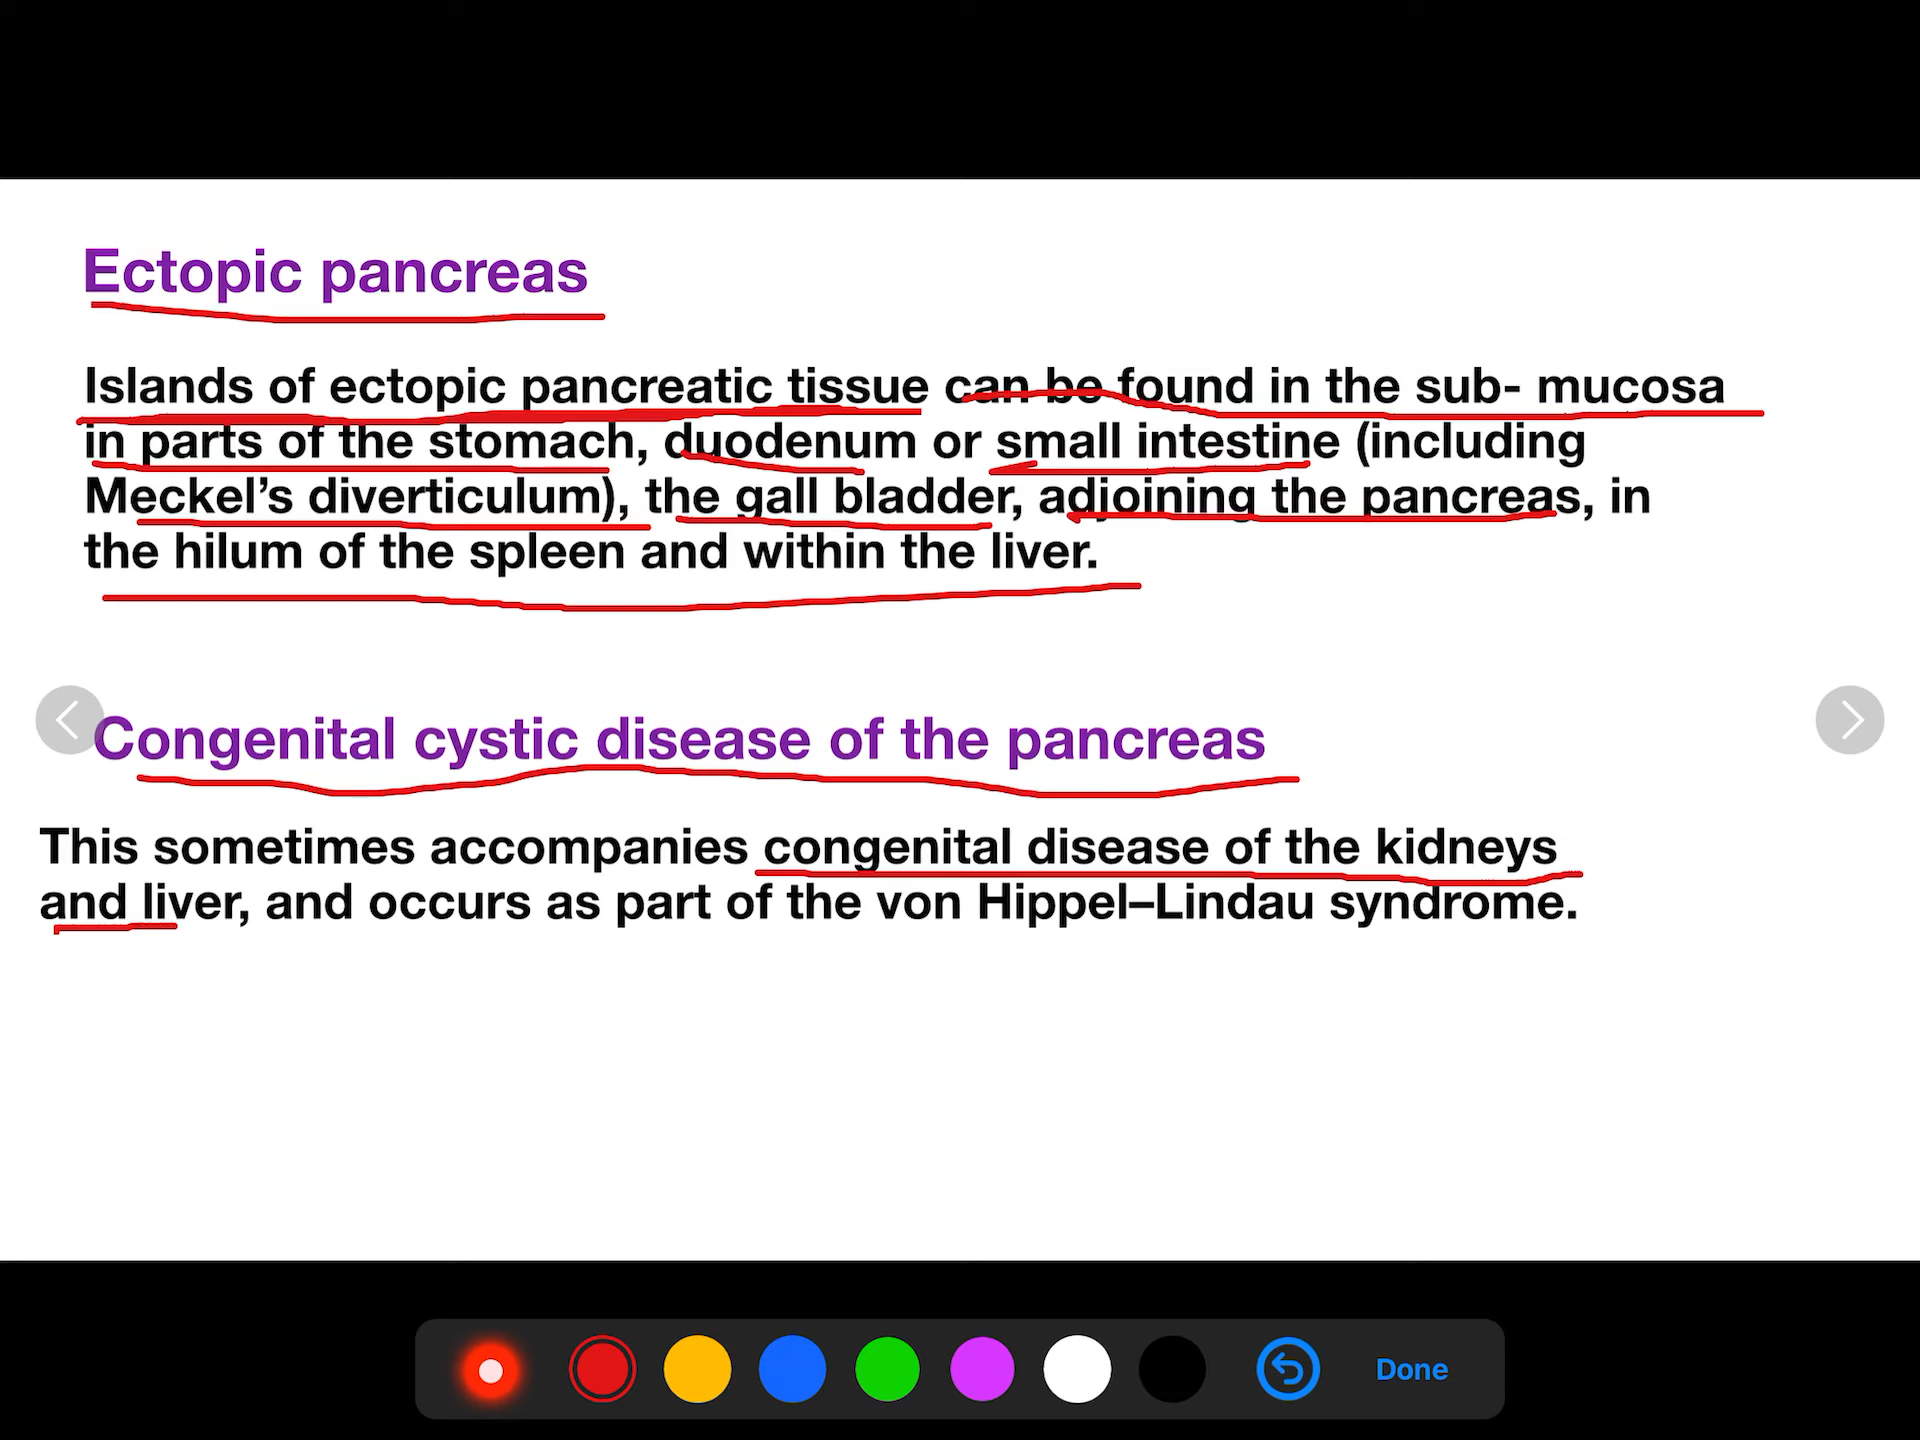 Ectopic pancreas
Islands of ectopic pancreatic tissue can be found in the sub- mucosa
in parts of the stomach, duodenum or small intestine (including
Meckel’s diverticulum), the gall bladder, adjoining the pancreas, in
the hilum of the spleen and within the liver.
Congenital cystic disease of the pancreas
This sometimes accompanies congenital disease of the kidneys
and liver, and occurs as part of the von Hippel–Lindau syndrome.
Done